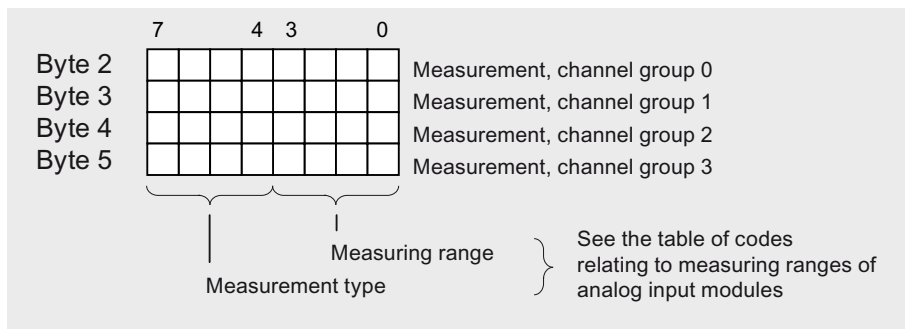 7 4 3 0
Byte 2 Measurement, channel group 0
Byte 3 Measurement, channel group 1
Byte 4 Measurement, channel group 2
Byte 5 Measurement, channel group 3
Measuring range
Measurement type
See the table of codes
relating to measuring ranges of
analog input modules